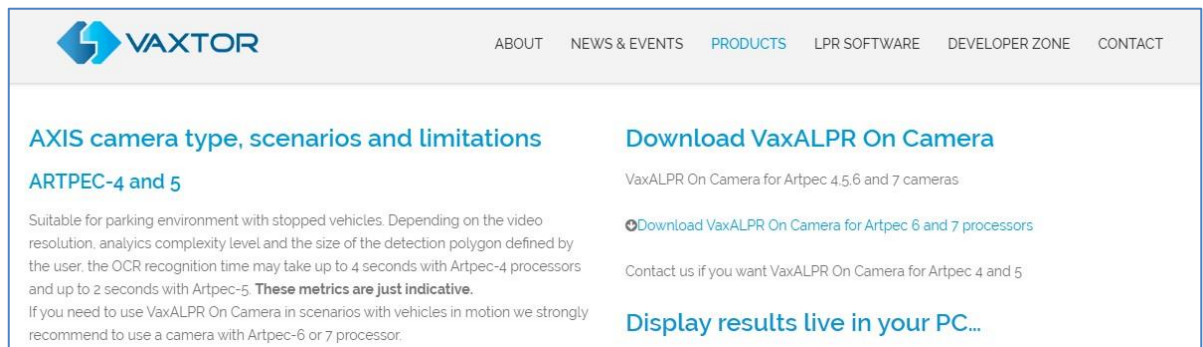 VAXTOR
ABOUT NEWS & EVENTS PRODUCTS LPR SOFTWARE DEVELOPER ZONE CONTACT
AXIS camera type, scenarios and limitations
ARTPEC-4 and 5
Suitable for parking environment with stopped vehicles. Depending on the video
resolution, analyics complexity level and the size of the detection polygon defined by
the user, the OCR recognition time may take up to 4 seconds with Artpec-4 processors
and up to 2 seconds with Artpec-5. These metrics are just indicative.
If you need to use VaxALPR On Camera in scenarios with vehicles in motion we strongly
recommend to use a camera with Artpec-6 or 7 processor.
Download VaxALPR On Camera
VaxALPR On Camera for Artpec 4,5,6 and 7 cameras
Download VaxALPR On Camera for Artpec 6 and 7 processors
Contact us if you want VaxALPR On Camera for Artpec 4 and 5
Display results live in your PC...